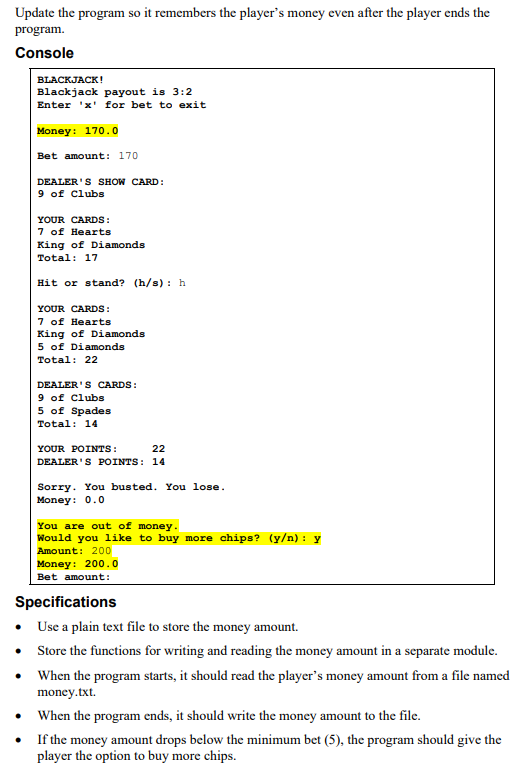 Update the program so it remembers the player's money even after the player ends the
program.
Console
BLACKJACK!
Blackjack payout is 3:2
Enter 'x' for bet to exit
Money: 170.0
Bet amount: 170
DEALER'S SHOW CARD:
9 of Clubs
YOUR CARDS:
7 of Hearts
King of Diamonds
Total: 17
Hit or stand? (h/s): h
YOUR CARDS:
7 of Hearts
King of Diamonds
5 of Diamonds
Total: 22
DEALER'S CARDS:
9 of Clubs
5 of Spades
Total: 14
YOUR POINTS: 22
DEALER'S POINTS: 14
Sorry. You busted. You lose.
Money: 0.0
You are out of money.
Would you like to buy more chips? (y/n): y
Amount: 200
Money: 200.0
Bet amount:
Specifications
• Use a plain text file to store the money amount.
• Store the functions for writing and reading the money amount in a separate module.
• When the program starts, it should read the player's money amount from a file named
money.txt.
• When the program ends, it should write the money amount to the file.
• If the money amount drops below the minimum bet (5), the program should give the
player the option to buy more chips.